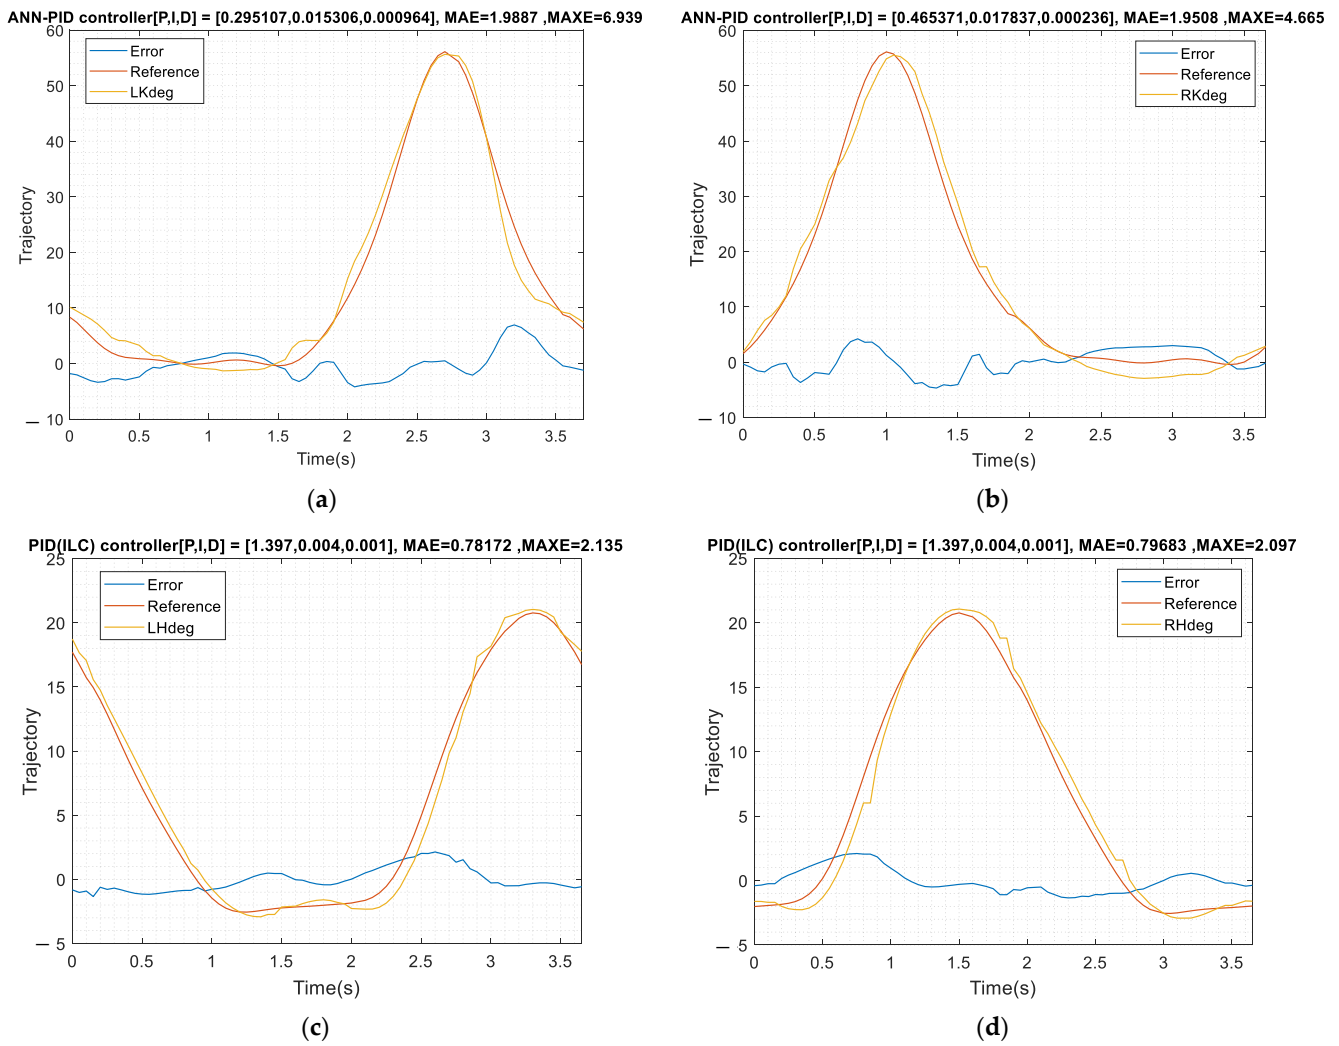 ANN-PID controller[P,I,D] = [0.295107,0.015306,0.000964], MAE=1.9887 ,MAXE=6.939
60
50
40
30
20
10
0
— 10
Trajectory
Error
Reference
LKdeg
0 0.5 1 1.5 2 2.5 3 3.5
Time(s)
(a)
ANN-PID controller[P,I,D] = [0.465371,0.017837,0.000236], MAE=1.9508 ,MAXE=4.665
60
50
40
30
20
10
0
— 10
Trajectory
Error
Reference
RKdeg
0 0.5 1 1.5 2 2.5 3 3.5
Time(s)
(b)
PID(ILC) controller[P,I,D] = [1.397,0.004,0.001], MAE=0.78172 ,MAXE=2.135
25
20
15
10
5
0
— 5
Trajectory
Error
Reference
LHdeg
0 0.5 1 1.5 2 2.5 3 3.5
Time(s)
(c)
PID(ILC) controller[P,I,D] = [1.397,0.004,0.001], MAE=0.79683 ,MAXE=2.097
25
20
15
10
5
0
— 5
Trajectory
Error
Reference
RHdeg
0 0.5 1 1.5 2 2.5 3 3.5
Time(s)
(d)